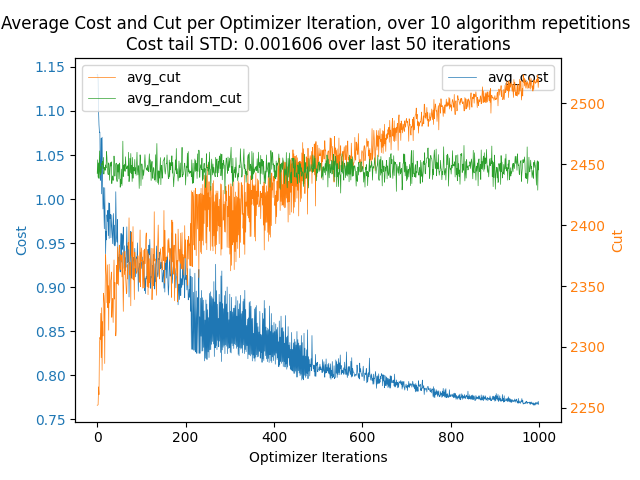 Average Cost and Cut per Optimizer Iteration, over 10 algorithm repetitions
Cost tail STD: 0.001606 over last 50 iterations
avg_cut
avg_random_cut
avg_cost
1.15
1.10
1.05
1.00
0.95
0.90
0.85
0.80
0.75
Cost
2500
2450
2400
2350
2300
2250
Cut
0
200
400
600
800
1000
Optimizer Iterations